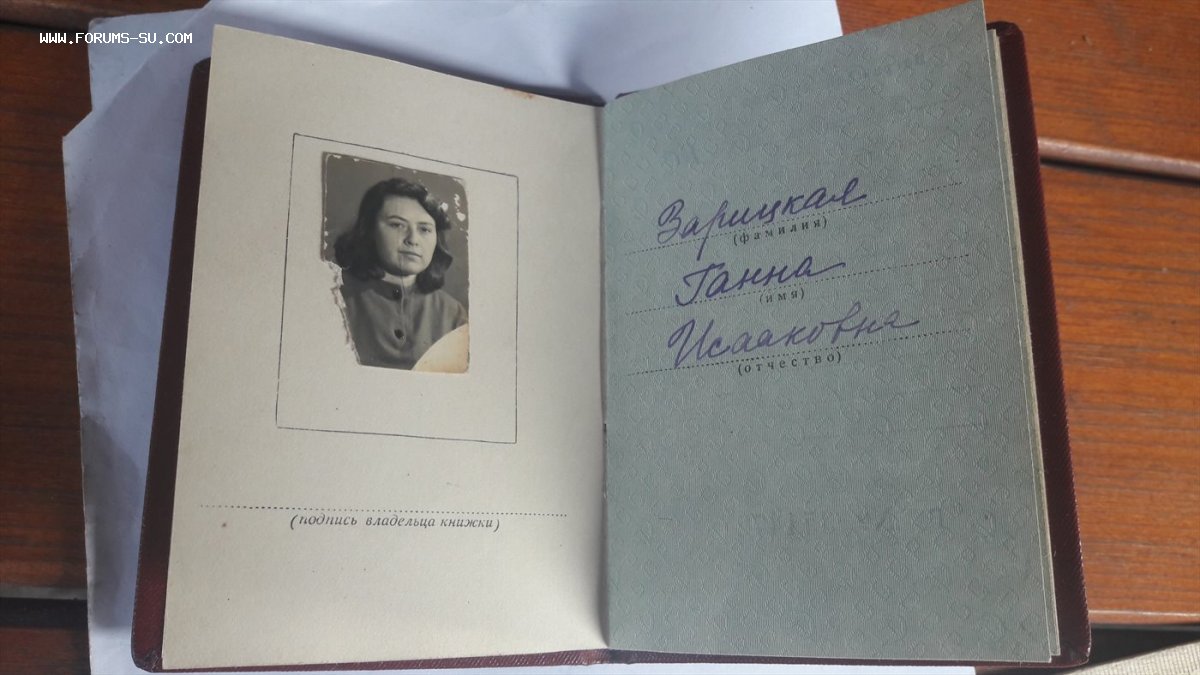 WWW.FORUMS-SU.COM
(подпись владельца книжки)
Зарицкая
(фамилия)
Ганна
(имя)
Исааковна
(отчество)